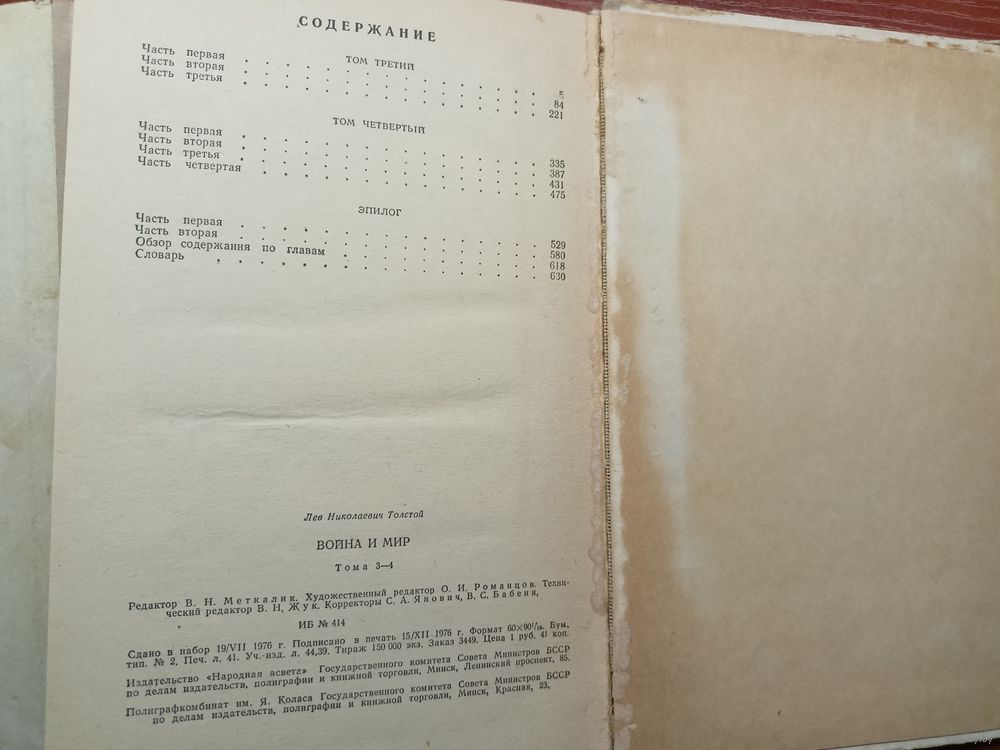 СОДЕРЖАНИЕ
ТОМ ТРЕТИЙ
Часть первая . . . . . . . . . . . . . . . 5
Часть вторая . . . . . . . . . . . . . . . 84
Часть третья . . . . . . . . . . . . . . . 221
ТОМ ЧЕТВЕРТЫЙ
Часть первая . . . . . . . . . . . . . . . 335
Часть вторая . . . . . . . . . . . . . . . 387
Часть третья . . . . . . . . . . . . . . . 431
Часть четвертая . . . . . . . . . . . . . . 475
ЭПИЛОГ
Часть первая . . . . . . . . . . . . . . . 529
Часть вторая . . . . . . . . . . . . . . . 580
Обзор содержания по главам . . . . . . . . . . 618
Словарь . . . . . . . . . . . . . . . . 630
Лев Николаевич Толстой
ВОЙНА И МИР
Тома 3—4
Редактор В. Н. Меткалик. Художественный редактор О. И. Романцов. Техни-
ческий редактор В. Н. Жук. Корректоры С. А. Янович, В. С. Бабеня.
ИБ № 414
Сдано в набор 19/VII 1976 г. Подписано в печать 15/XII 1976 г. Формат 60×90 1/16. Бум.
тип. № 2. Печ. л. 41. Уч.-изд. л. 44,39. Тираж 150 000 экз. Заказ 3449. Цена 1 руб. 41 коп.
Издательство «Народная асвета» Государственного комитета Совета Министров БССР
по делам издательств, полиграфии и книжной торговли, Минск, Ленинский проспект, 85.
Полиграфкомбинат им. Я. Коласа Государственного комитета Совета Министров БССР
по делам издательств, полиграфии и книжной торговли, Минск, Красная, 23.